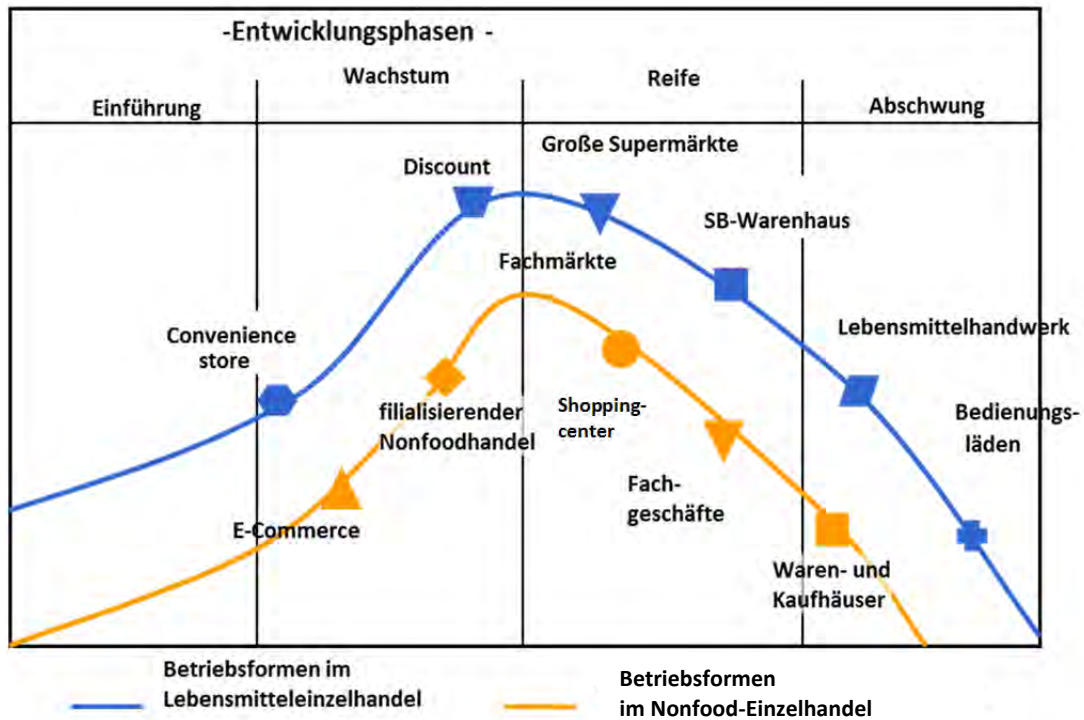 -Entwicklungsphasen -
Einführung
Wachstum
Reife
Abschwung
Große Supermärkte
Discount
SB-Warenhaus
Fachmärkte
Convenience
store
Lebensmittelhandwerk
filialisierender
Nonfoodhandel
Shopping-
center
Bedienungs-
läden
Fach-
geschäfte
E-Commerce
Waren- und
Kaufhäuser
Betriebsformen im
Lebensmitteleinzelhandel
Betriebsformen
im Nonfood-Einzelhandel